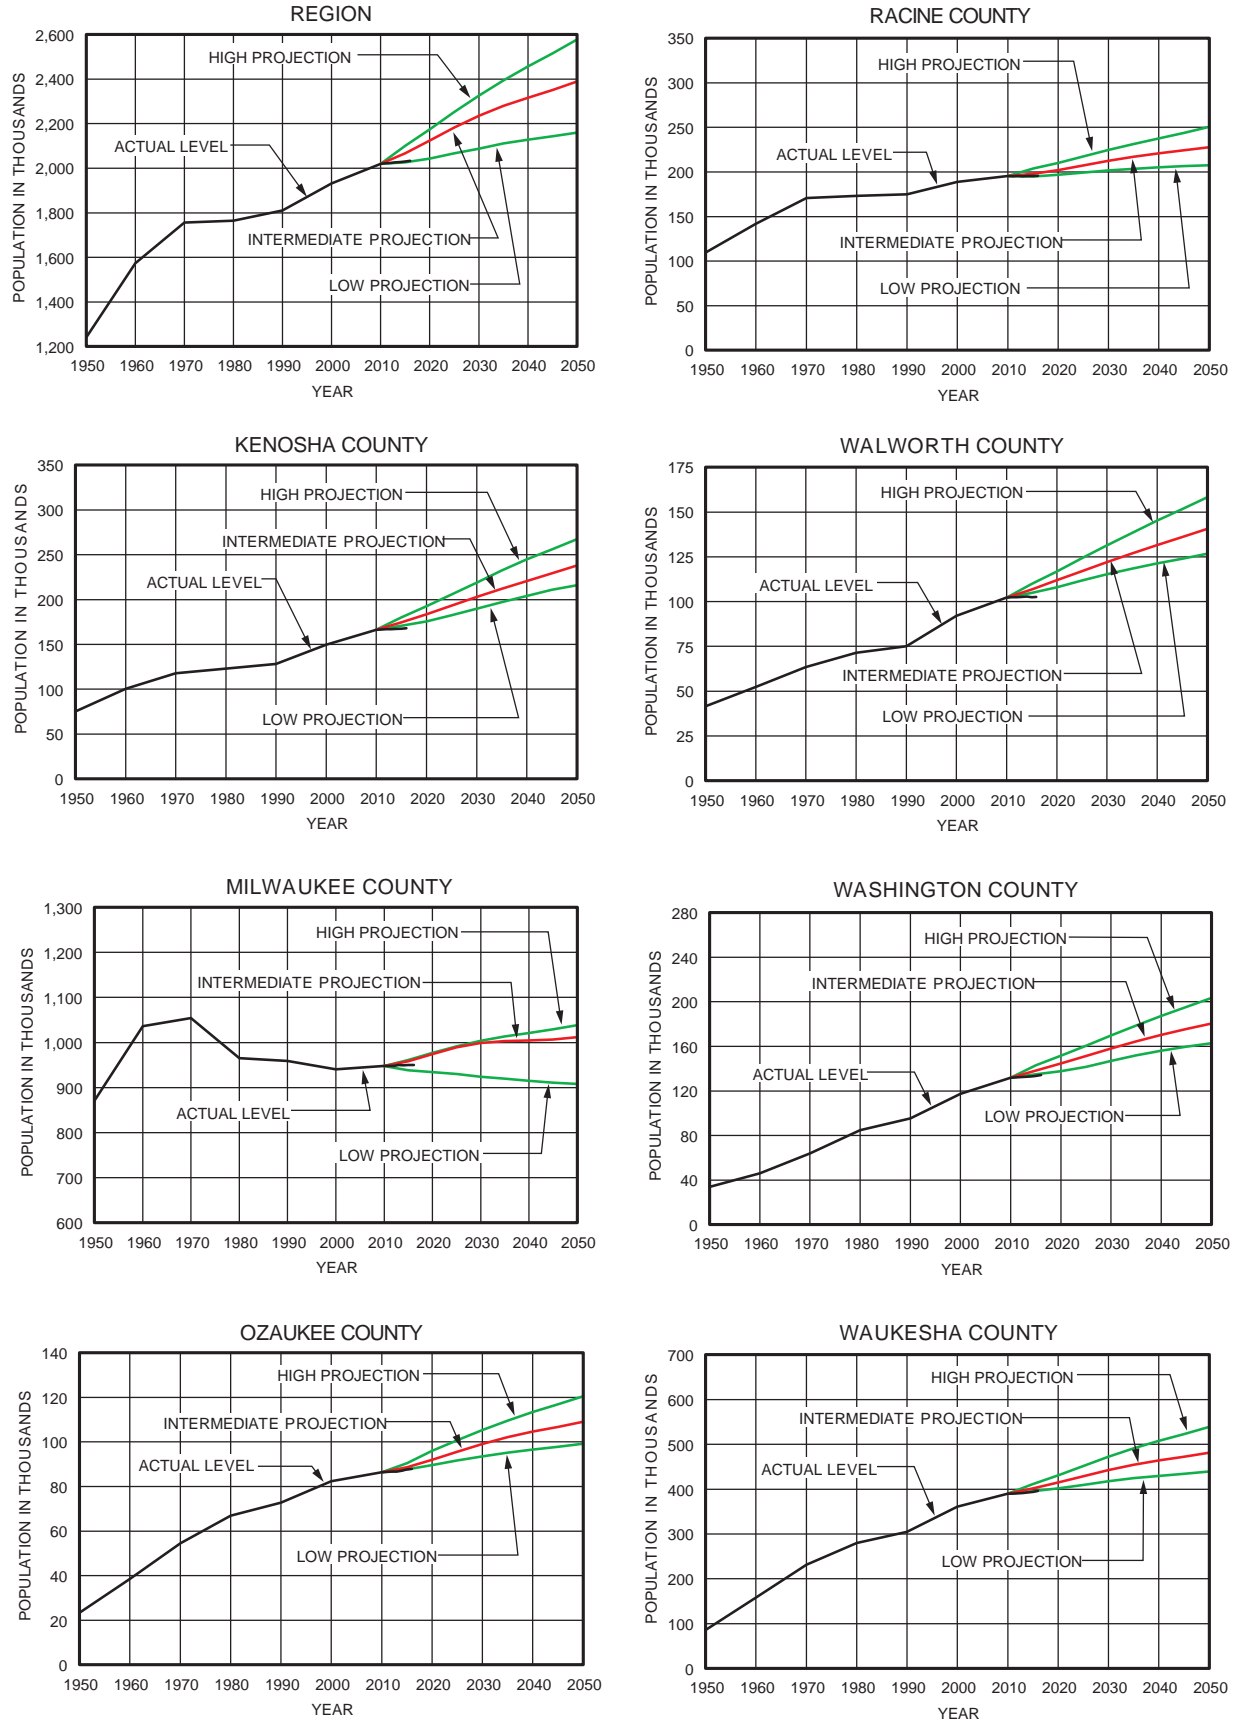 REGION
POPULATION IN THOUSANDS
2,600
2,400
2,200
2,000
1,800
1,600
1,400
1,200
HIGH PROJECTION
ACTUAL LEVEL
INTERMEDIATE PROJECTION
LOW PROJECTION
1950 1960 1970 1980 1990 2000 2010 2020 2030 2040 2050
YEAR
RACINE COUNTY
POPULATION IN THOUSANDS
350
300
250
200
150
100
50
0
HIGH PROJECTION
ACTUAL LEVEL
INTERMEDIATE PROJECTION
LOW PROJECTION
1950 1960 1970 1980 1990 2000 2010 2020 2030 2040 2050
YEAR
KENOSHA COUNTY
POPULATION IN THOUSANDS
350
300
250
200
150
100
50
0
HIGH PROJECTION
INTERMEDIATE PROJECTION
ACTUAL LEVEL
LOW PROJECTION
1950 1960 1970 1980 1990 2000 2010 2020 2030 2040 2050
YEAR
WALWORTH COUNTY
POPULATION IN THOUSANDS
175
150
125
100
75
50
25
0
HIGH PROJECTION
ACTUAL LEVEL
INTERMEDIATE PROJECTION
LOW PROJECTION
1950 1960 1970 1980 1990 2000 2010 2020 2030 2040 2050
YEAR
MILWAUKEE COUNTY
POPULATION IN THOUSANDS
1,300
1,200
1,100
1,000
900
800
700
600
HIGH PROJECTION
INTERMEDIATE PROJECTION
ACTUAL LEVEL
LOW PROJECTION
1950 1960 1970 1980 1990 2000 2010 2020 2030 2040 2050
YEAR
WASHINGTON COUNTY
POPULATION IN THOUSANDS
280
240
200
160
120
80
40
0
HIGH PROJECTION
INTERMEDIATE PROJECTION
ACTUAL LEVEL
LOW PROJECTION
1950 1960 1970 1980 1990 2000 2010 2020 2030 2040 2050
YEAR
OZAUKEE COUNTY
POPULATION IN THOUSANDS
140
120
100
80
60
40
20
0
HIGH PROJECTION
INTERMEDIATE PROJECTION
ACTUAL LEVEL
LOW PROJECTION
1950 1960 1970 1980 1990 2000 2010 2020 2030 2040 2050
YEAR
WAUKESHA COUNTY
POPULATION IN THOUSANDS
700
600
500
400
300
200
100
0
HIGH PROJECTION
INTERMEDIATE PROJECTION
ACTUAL LEVEL
LOW PROJECTION
1950 1960 1970 1980 1990 2000 2010 2020 2030 2040 2050
YEAR